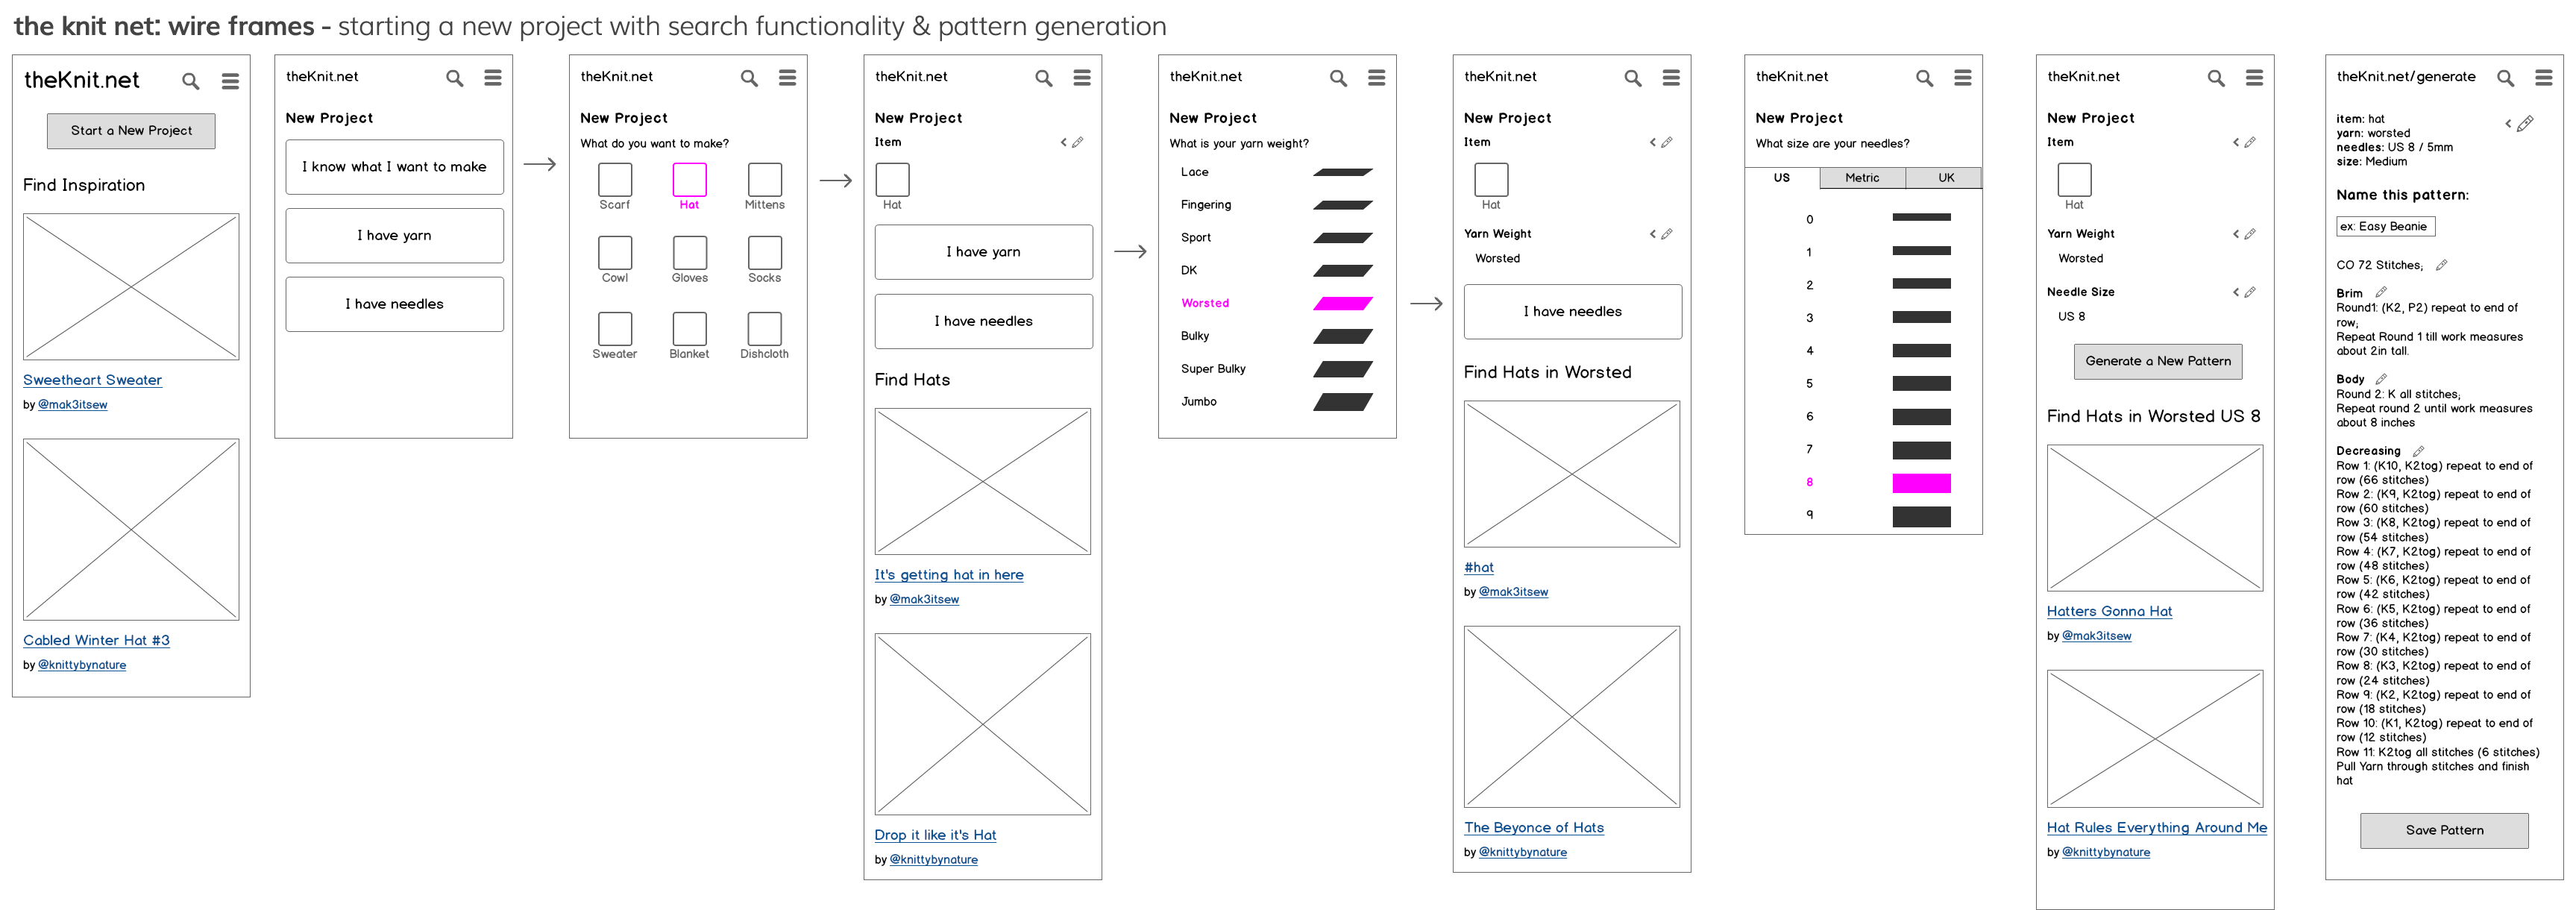 the knit net: wire frames - starting a new project with search functionality & pattern generation
theKnit.net
Start a New Project
Find Inspiration
Sweetheart Sweater
by @mak3itsew
Cabled Winter Hat #3
by @knittybynature
theKnit.net
New Project
I know what I want to make
I have yarn
I have needles
theKnit.net
New Project
What do you want to make?
Scarf Hat Mittens
Cowl Gloves Socks
Sweater Blanket Dishcloth
theKnit.net
New Project
Item <
Hat
I have yarn
I have needles
Find Hats
It's getting hat in here
by @mak3itsew
Drop it like it's Hat
by @knittybynature
theKnit.net
New Project
What is your yarn weight?
Lace
Fingering
Sport
DK
Worsted
Bulky
Super Bulky
Jumbo
theKnit.net
New Project
Item <
Hat
Yarn Weight <
Worsted
I have needles
Find Hats in Worsted
#hat
by @mak3itsew
The Beyonce of Hats
by @knittybynature
theKnit.net
New Project
What size are your needles?
US Metric UK
0
1
2
3
4
5
6
7
8
9
theKnit.net
New Project
Item <
Hat
Yarn Weight <
Worsted
Needle Size <
US 8
Generate a New Pattern
Find Hats in Worsted US 8
Hatters Gonna Hat
by @mak3itsew
Hat Rules Everything Around Me
by @knittybynature
theKnit.net/generate
item: hat <
yarn: worsted
needles: US 8 / 5mm
size: Medium
Name this pattern:
ex: Easy Beanie
CO 72 Stitches;
Brim
Round1: (K2, P2) repeat to end of
row;
Repeat Round 1 till work measures
about 2in tall.
Body
Round 2: K all stitches;
Repeat round 2 until work measures
about 8 inches
Decreasing
Row 1: (K10, K2tog) repeat to end of
row (66 stitches)
Row 2: (K9, K2tog) repeat to end of
row (60 stitches)
Row 3: (K8, K2tog) repeat to end of
row (54 stitches)
Row 4: (K7, K2tog) repeat to end of
row (48 stitches)
Row 5: (K6, K2tog) repeat to end of
row (42 stitches)
Row 6: (K5, K2tog) repeat to end of
row (36 stitches)
Row 7: (K4, K2tog) repeat to end of
row (30 stitches)
Row 8: (K3, K2tog) repeat to end of
row (24 stitches)
Row 9: (K2, K2tog) repeat to end of
row (18 stitches)
Row 10: (K1, K2tog) repeat to end of
row (12 stitches)
Row 11: K2tog all stitches (6 stitches)
Pull Yarn through stitches and finish
hat
Save Pattern